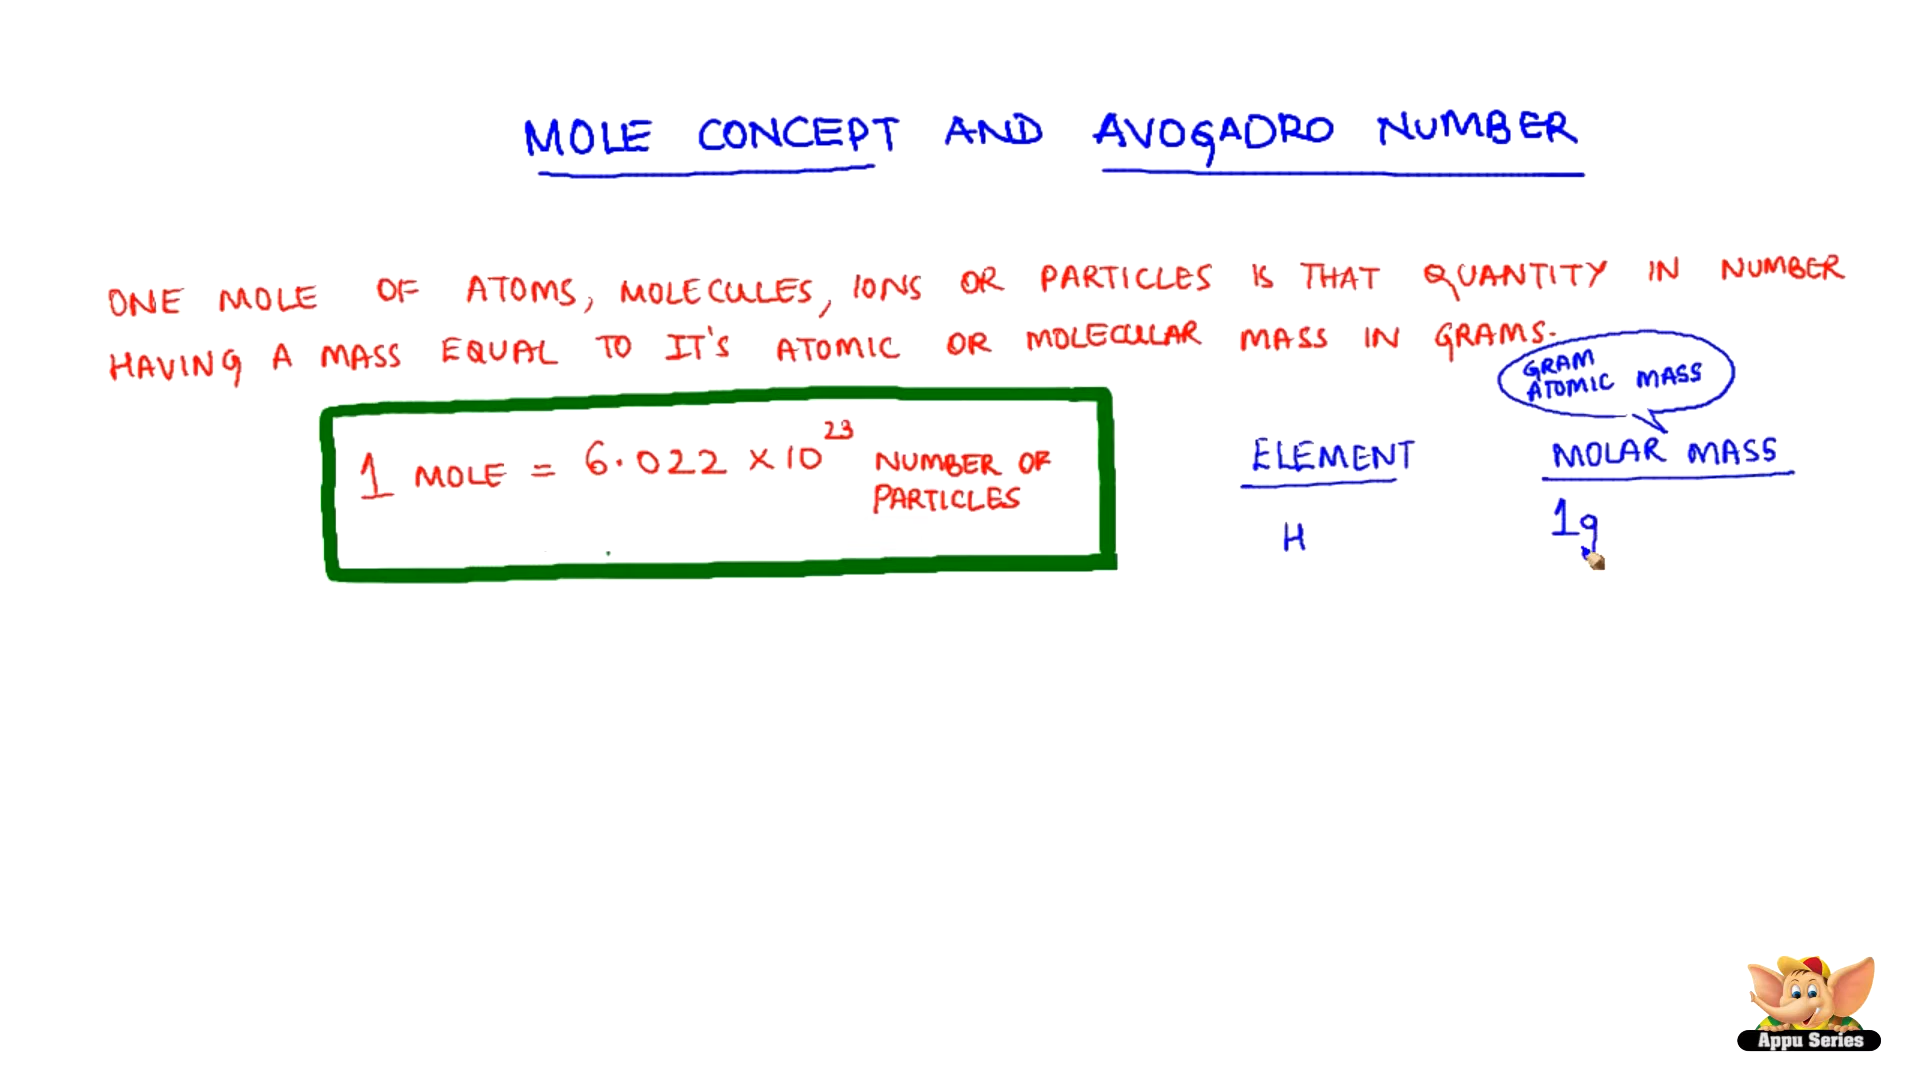 MOLE CONCEPT AND AVOGADRO NUMBER
ONE MOLE OF ATOMS, MOLECULES, IONS OR PARTICLES IS THAT QUANTITY IN NUMBER
HAVING A MASS EQUAL TO IT'S ATOMIC OR MOLECULAR MASS IN GRAMS.
1 MOLE = 6.022 × 10²³ NUMBER OF
PARTICLES
GRAM
ATOMIC MASS
ELEMENT MOLAR MASS
H 1g
Appu Series